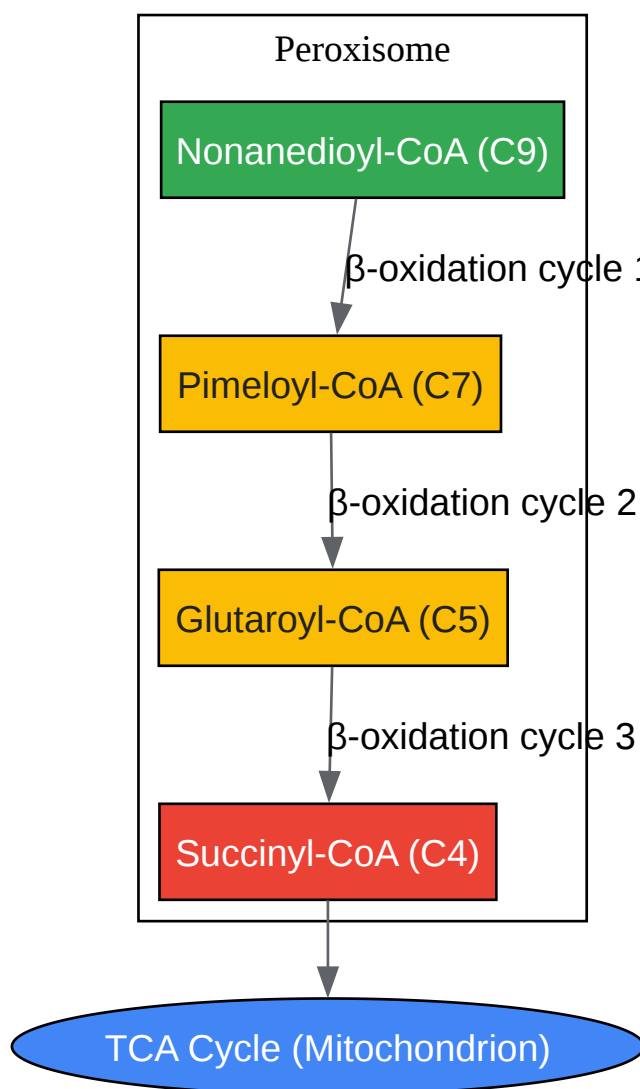 Peroxisome
Nonanedioyl-CoA (C9)
β-oxidation cycle 1
Pimeloyl-CoA (C7)
β-oxidation cycle 2
Glutaroyl-CoA (C5)
β-oxidation cycle 3
Succinyl-CoA (C4)
TCA Cycle (Mitochondrion)